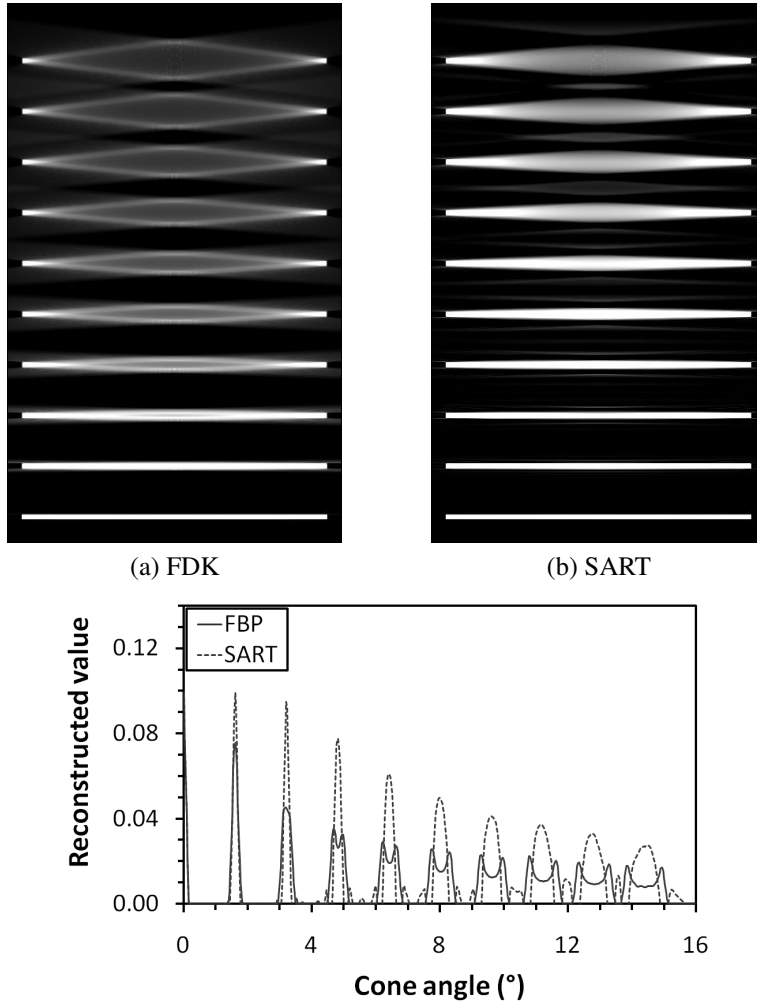 (a) FDK
(b) SART
FBP
SART
Reconstructed value
0.12
0.08
0.04
0.00
0 4 8 12 16
Cone angle (°)